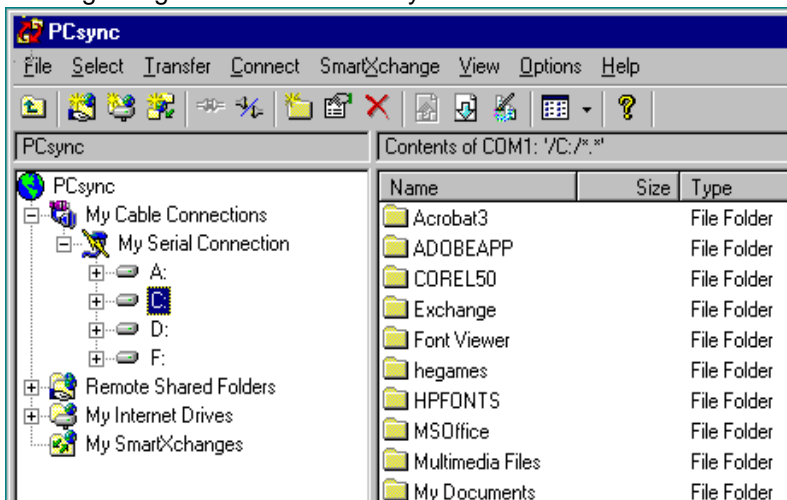 PCsync
File Select Transfer Connect SmartXchange View Options Help
PCsync
Contents of COM1: '/C:/*.*'
PCsync
My Cable Connections
My Serial Connection
A:
C:
D:
F:
Remote Shared Folders
My Internet Drives
My SmartXchanges
Name Size Type
Acrobat3 File Folder
ADOBEAPP File Folder
COREL50 File Folder
Exchange File Folder
Font Viewer File Folder
hegames File Folder
HPFONTS File Folder
MSOffice File Folder
Multimedia Files File Folder
My Documents File Folder